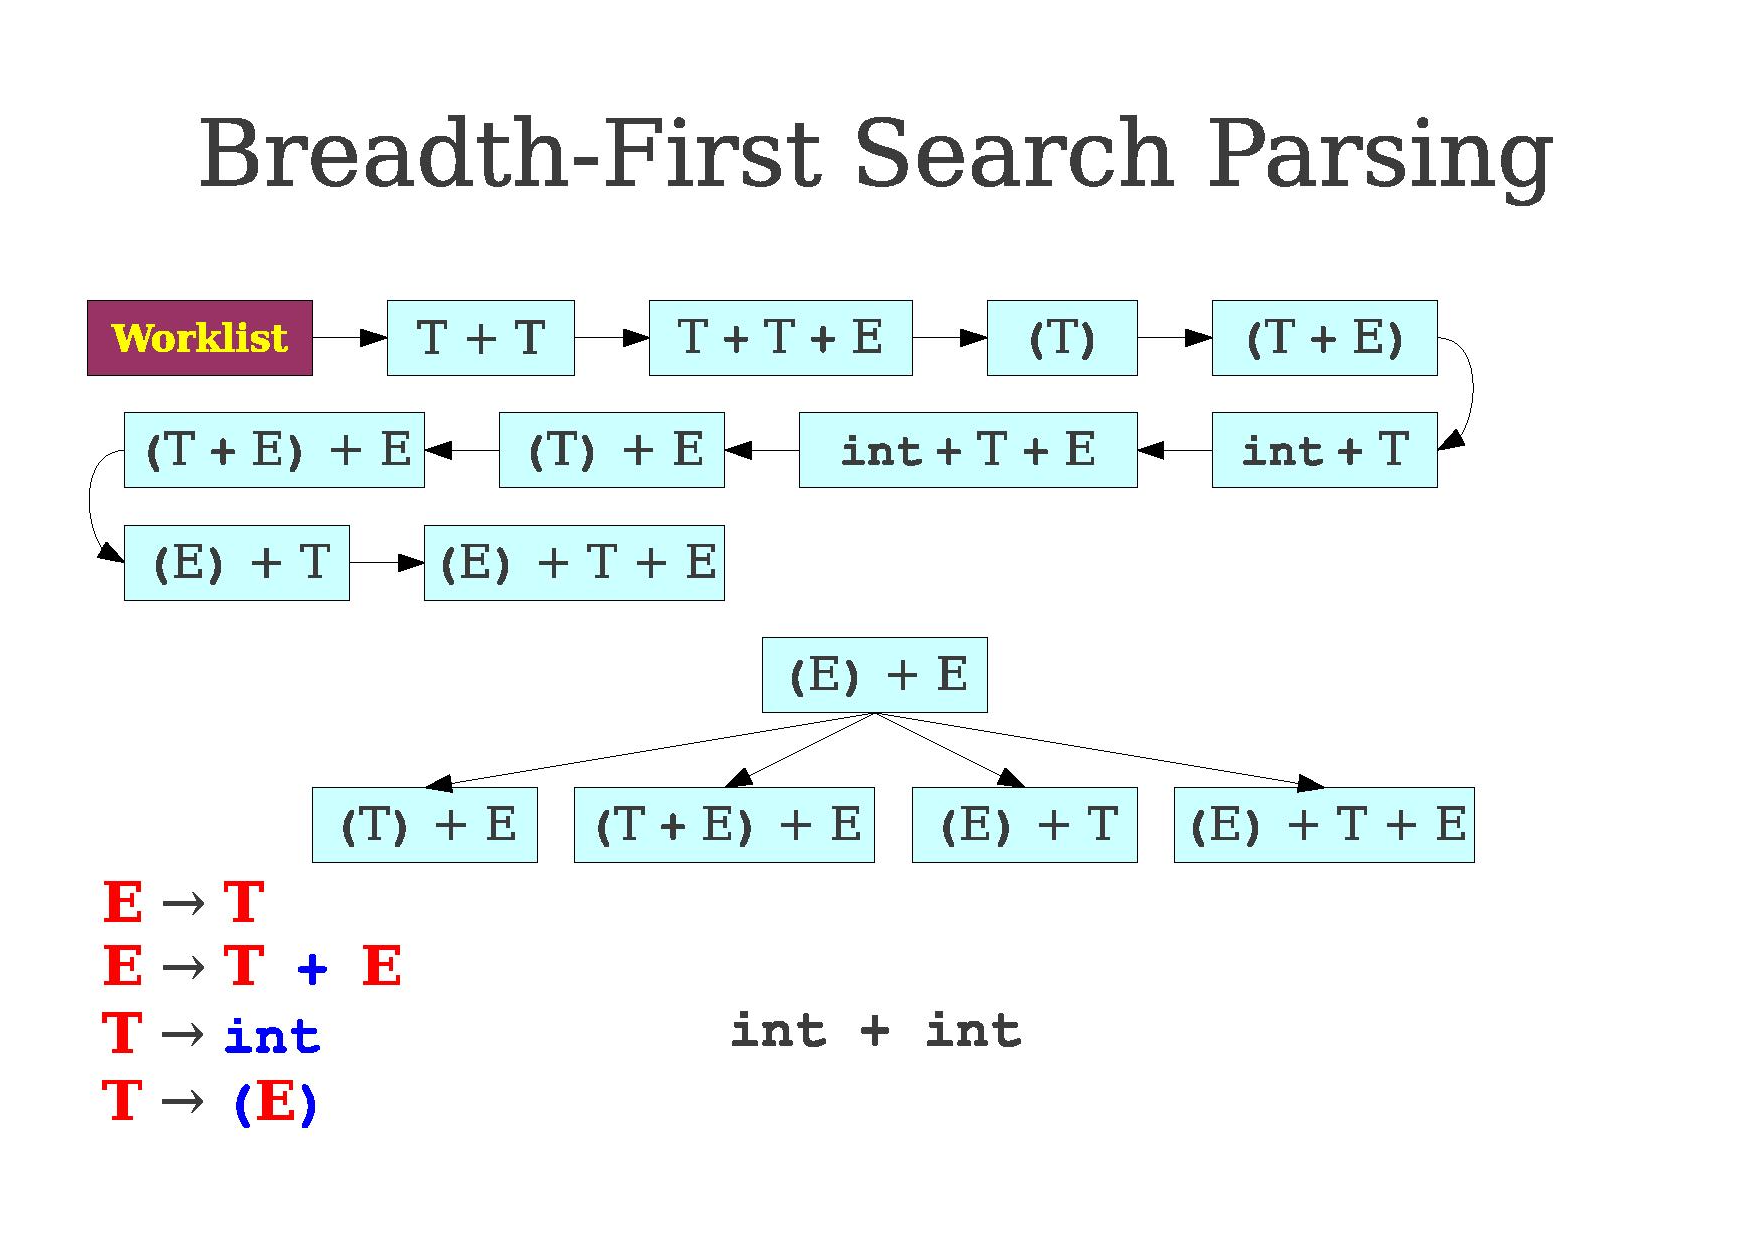 Breadth-First Search Parsing
Worklist
T + T
T + T + E
(T)
(T + E)
(T + E) + E
(T) + E
int + T + E
int + T
(E) + T
(E) + T + E
(E) + E
(T) + E
(T + E) + E
(E) + T
(E) + T + E
E → T
E → T + E
T → int
T → (E)
int + int